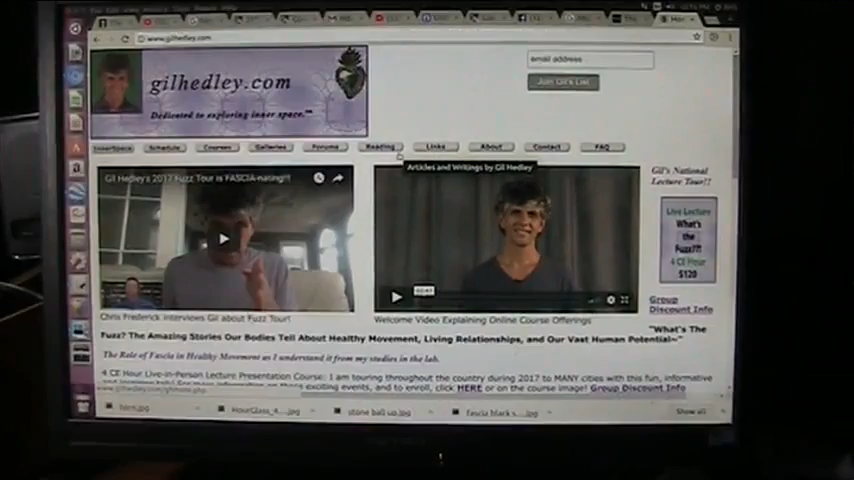 www.gilhedley.com
gilhedley.com
Dedicated to exploring inner space.™
email address
Join Gil's List
InnerSpace Schedule Courses Galleries Forums Reading Links About Contact FAQ
Articles and Writings by Gil Hedley
Gil Hedley's 2017 Fuzz Tour is FASCIA-nating!!!
Gil's National
Lecture Tour!!
Live Lecture
What's
the
Fuzz??!
4 CE Hour
$120
Group
Discount Info
Chris Frederick interviews Gil about Fuzz Tour!
Welcome Video Explaining Online Course Offerings
"What's The
Fuzz? The Amazing Stories Our Bodies Tell About Healthy Movement, Living Relationships, and Our Vast Human Potential~"
The Role of Fascia in Healthy Movement as I understand it from my studies in the lab.
4 CE Hour Live-in-Person Lecture Presentation Course: I am touring throughout the country during 2017 to MANY cities with this fun, informative
exciting events, and to enroll, click HERE or on the course image! Group Discount Info
HourGlass_4....jpg
stone ball up.jpg
fascia black s....jpg
Show all